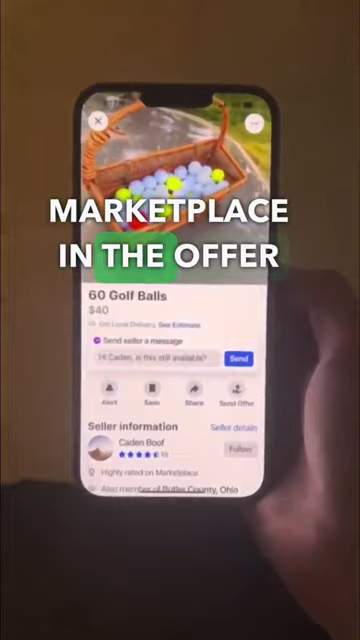 MARKETPLACE
IN THE OFFER
60 Golf Balls
$40
Get Local Delivery. See Estimate
Send seller a message
Hi Caden, is this still available?
Send
Alert
Save
Share
Send Offer
Seller information
Seller details
Caden Boof
Follow
Highly rated on Marketplace
Also member of Butler County, Ohio